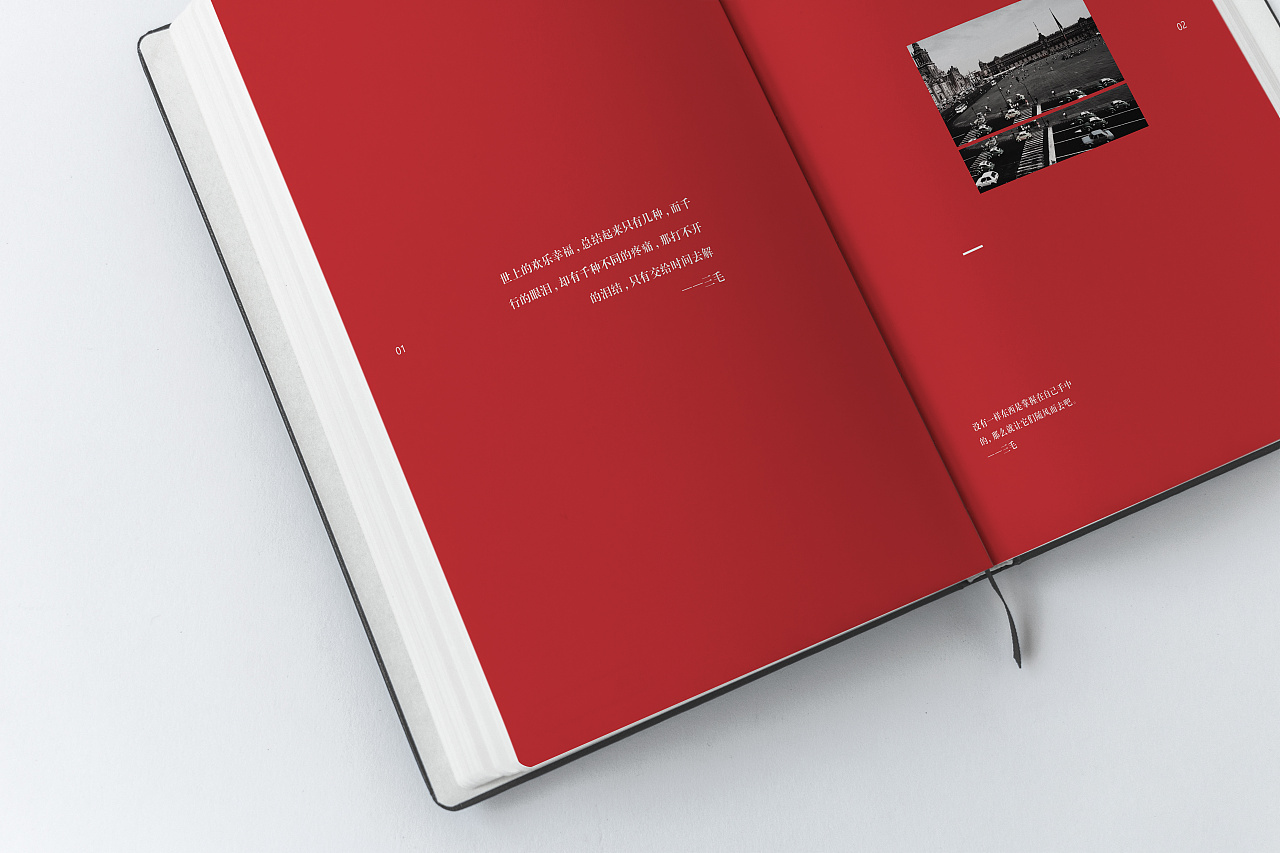 世上的欢乐幸福，总结起来只有几种，而千
行的眼泪，却有千种不同的疼痛，那打不开
的泪结，只有交给时间去解
——三毛
01
02
没有一样东西是掌握在自己手中
的，那么就让它们随风而去吧。
——三毛